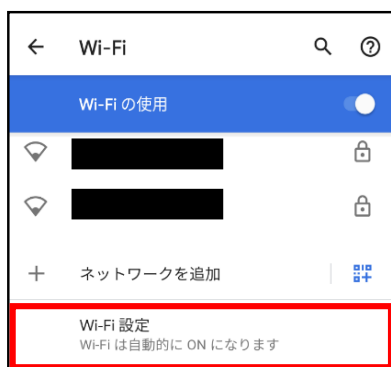 Wi-Fi
Wi-Fi の使用
ネットワークを追加
Wi-Fi 設定
Wi-Fi は自動的に ON になります